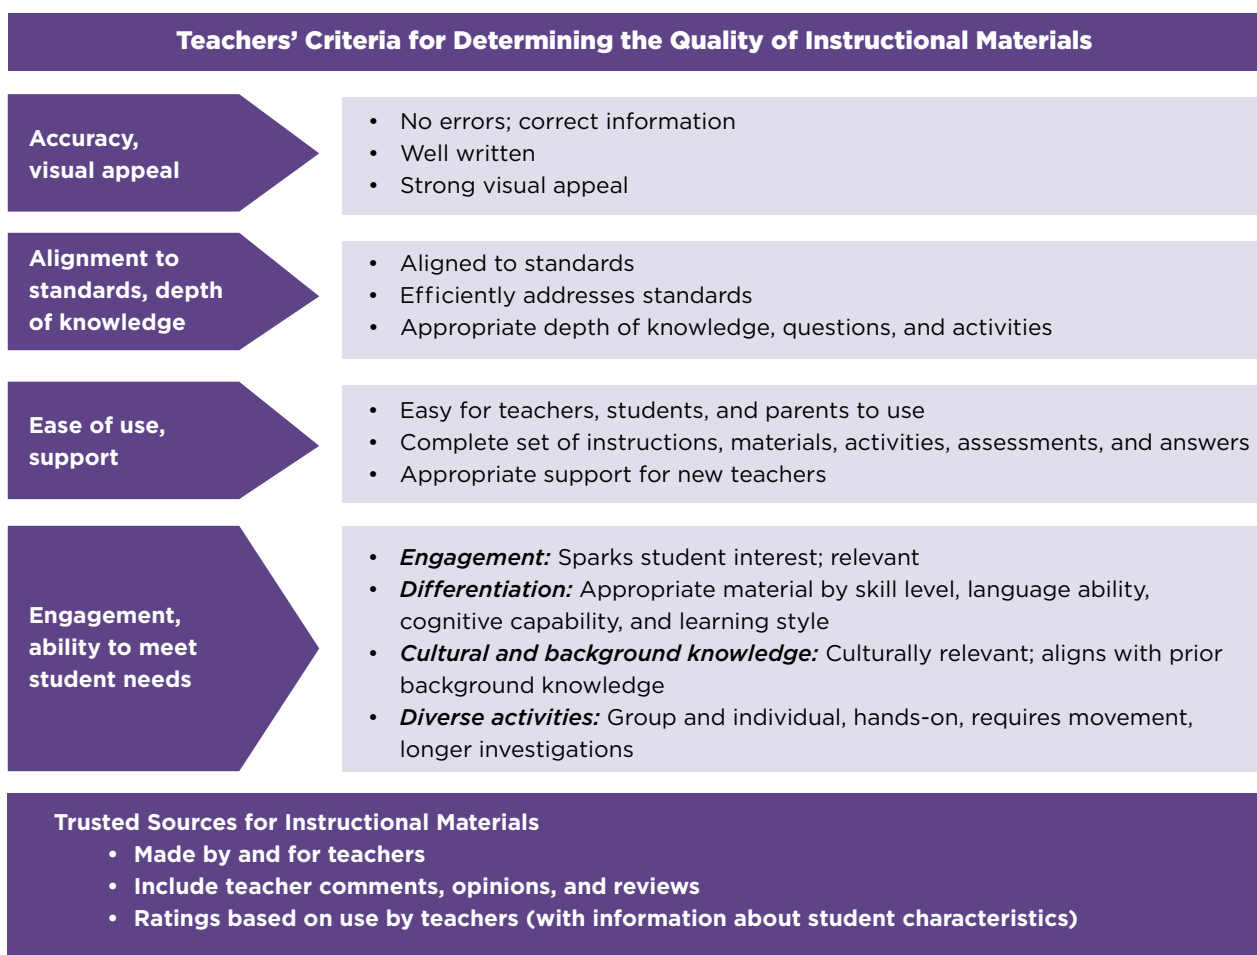 Teachers’ Criteria for Determining the Quality of Instructional Materials
Accuracy,
visual appeal
• No errors; correct information
• Well written
• Strong visual appeal
Alignment to
standards, depth
of knowledge
• Aligned to standards
• Efficiently addresses standards
• Appropriate depth of knowledge, questions, and activities
Ease of use,
support
• Easy for teachers, students, and parents to use
• Complete set of instructions, materials, activities, assessments, and answers
• Appropriate support for new teachers
Engagement,
ability to meet
student needs
• Engagement: Sparks student interest; relevant
• Differentiation: Appropriate material by skill level, language ability,
cognitive capability, and learning style
• Cultural and background knowledge: Culturally relevant; aligns with prior
background knowledge
• Diverse activities: Group and individual, hands-on, requires movement,
longer investigations
Trusted Sources for Instructional Materials
• Made by and for teachers
• Include teacher comments, opinions, and reviews
• Ratings based on use by teachers (with information about student characteristics)